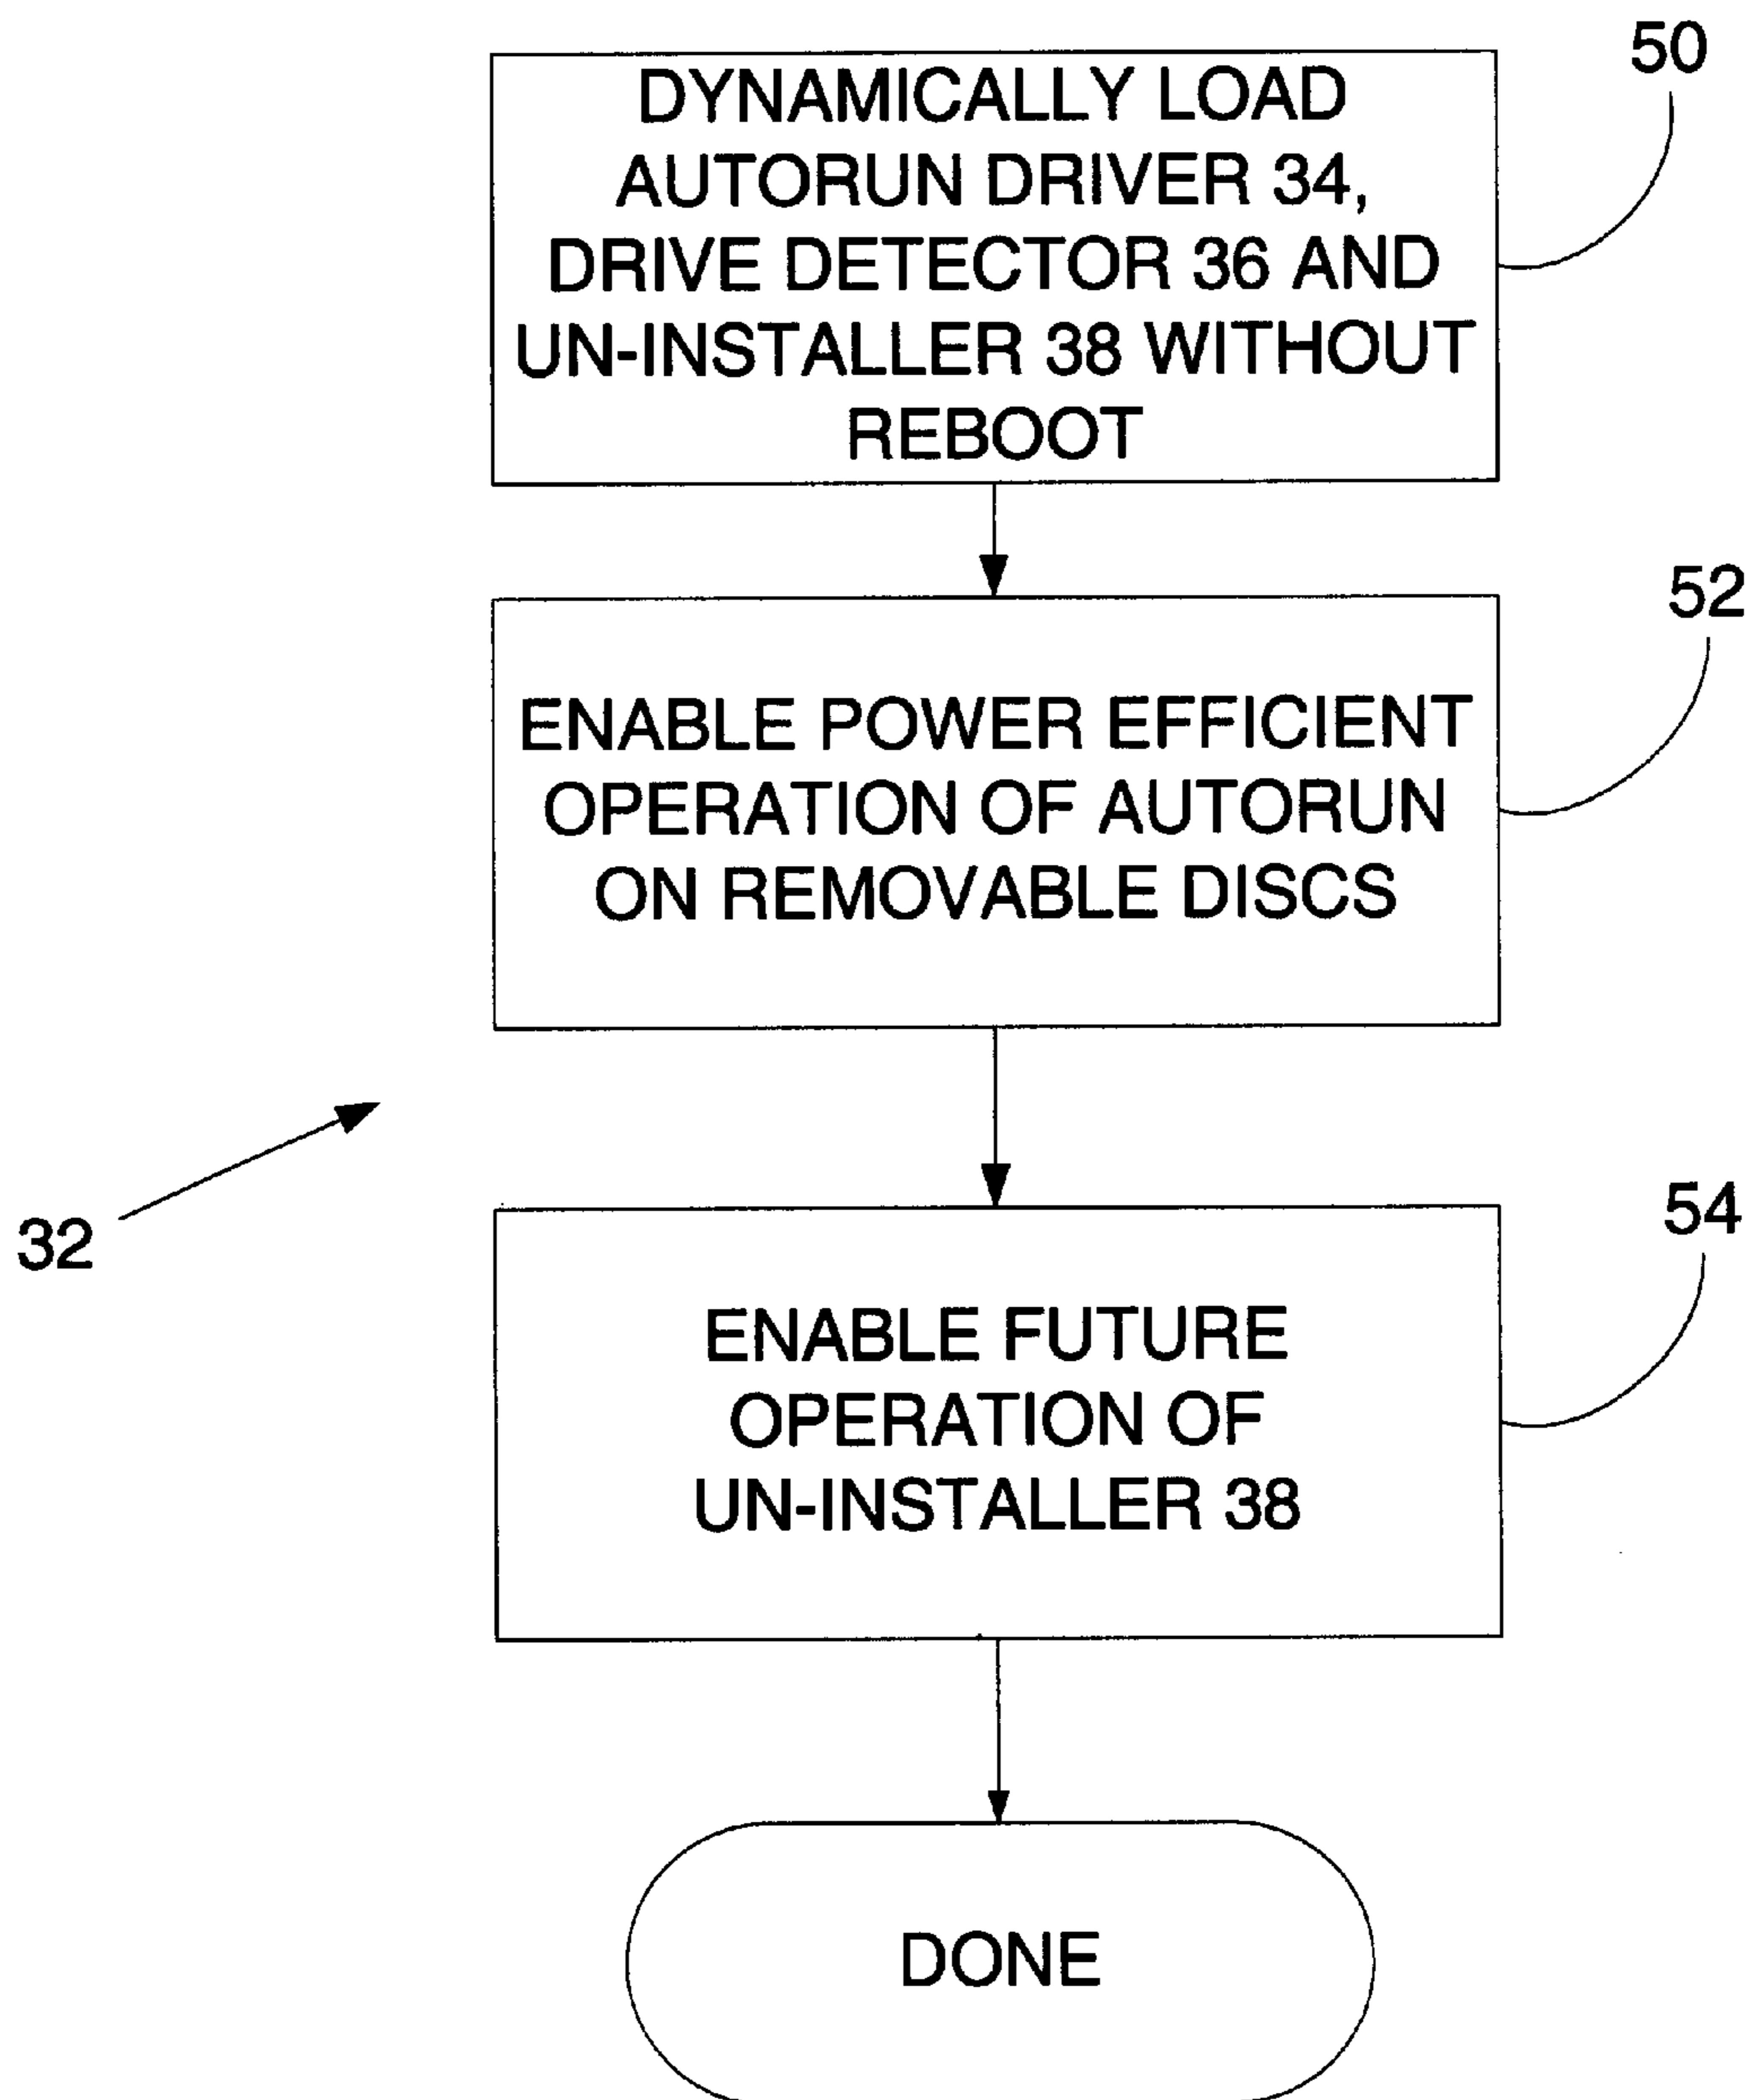 50
DYNAMICALLY LOAD
AUTORUN DRIVER 34,
DRIVE DETECTOR 36 AND
UN-INSTALLER 38 WITHOUT
REBOOT
52
ENABLE POWER EFFICIENT
OPERATION OF AUTORUN
ON REMOVABLE DISCS
32
54
ENABLE FUTURE
OPERATION OF
UN-INSTALLER 38
DONE